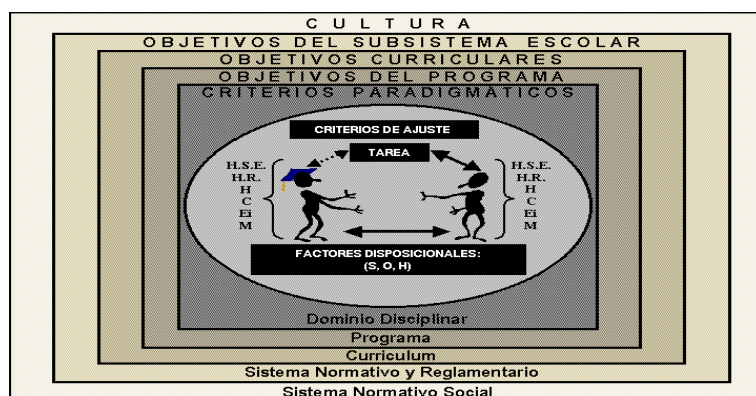 CULTURA
OBJETIVOS DEL SUBSISTEMA ESCOLAR
OBJETIVOS CURRICULARES
OBJETIVOS DEL PROGRAMA
CRITERIOS PARADIGMÁTICOS
CRITERIOS DE AJUSTE
TAREA
H.S.E.
H.R.
H
C
Ei
M
H.S.E.
H.R.
H
C
Ei
M
FACTORES DISPOSICIONALES:
(S, O, H)
Dominio Disciplinar
Programa
Curriculum
Sistema Normativo y Reglamentario
Sistema Normativo Social